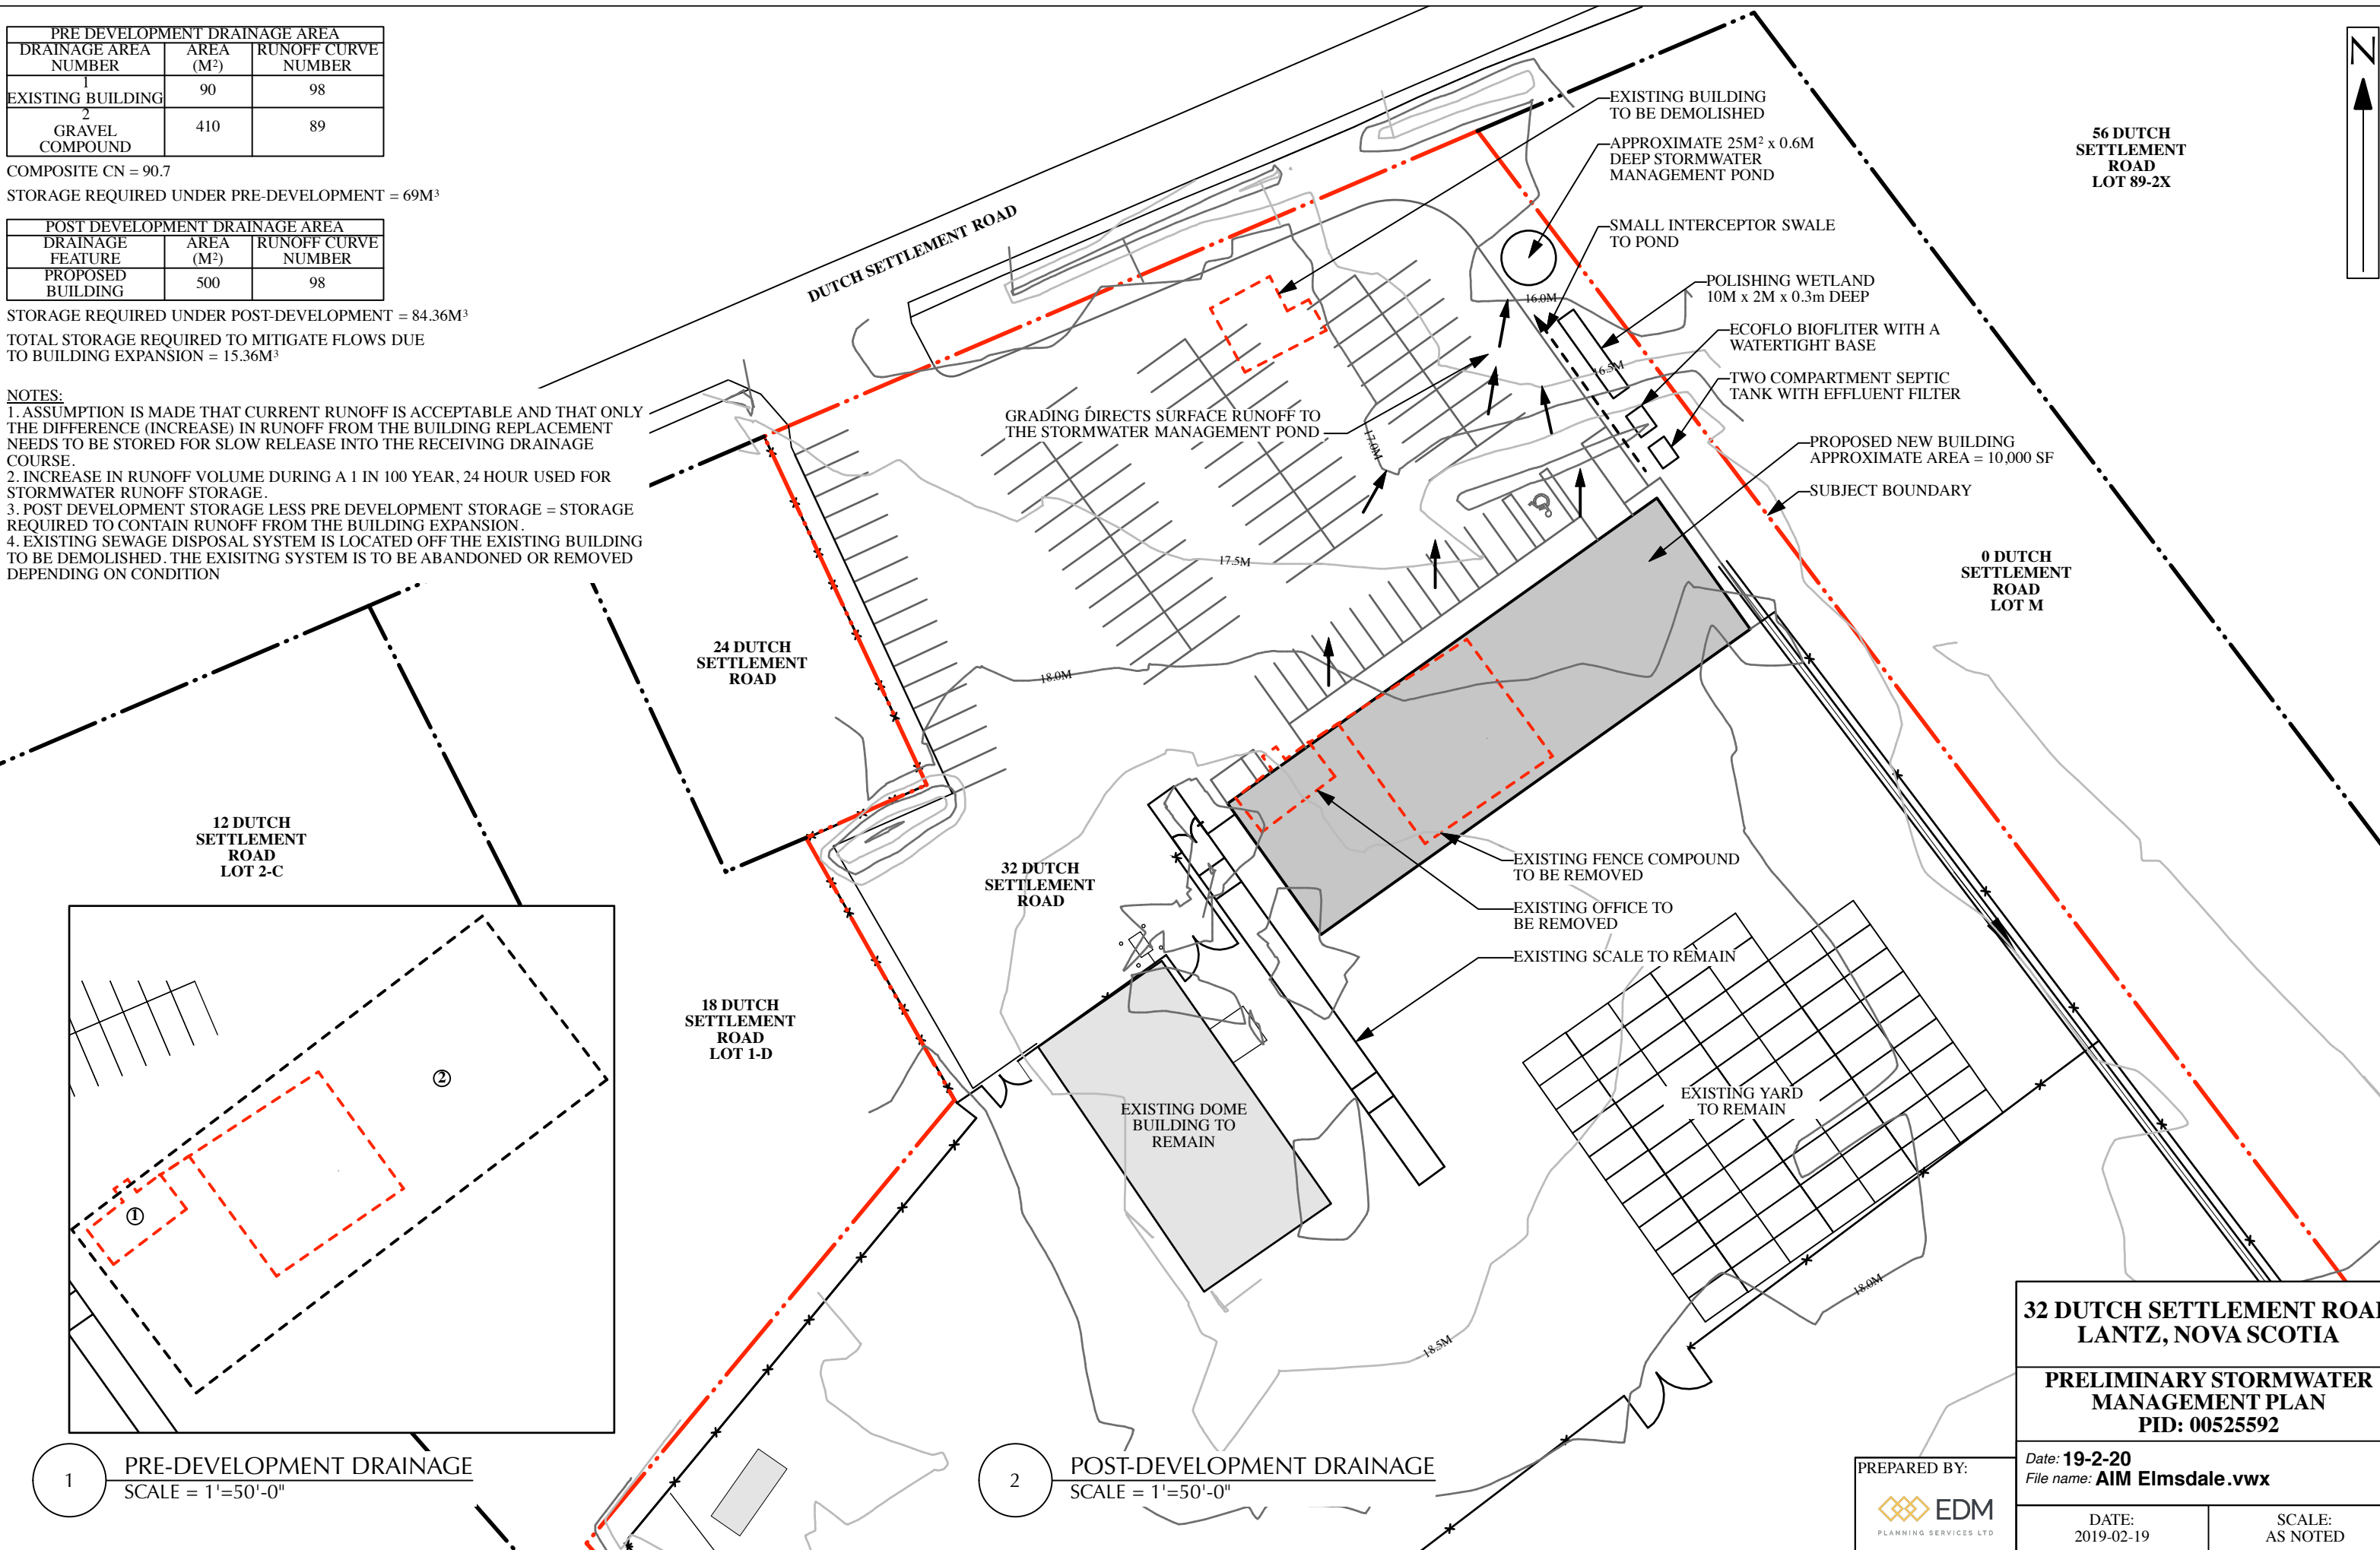 PRE DEVELOPMENT DRAINAGE AREA
DRAINAGE AREA NUMBER
AREA (M²)
RUNOFF CURVE NUMBER
1
EXISTING BUILDING
90
98
2
GRAVEL
COMPOUND
410
89
COMPOSITE CN = 90.7
STORAGE REQUIRED UNDER PRE-DEVELOPMENT = 69M³
POST DEVELOPMENT DRAINAGE AREA
DRAINAGE FEATURE
AREA (M²)
RUNOFF CURVE NUMBER
PROPOSED BUILDING
500
98
STORAGE REQUIRED UNDER POST-DEVELOPMENT = 84.36M³
TOTAL STORAGE REQUIRED TO MITIGATE FLOWS DUE
TO BUILDING EXPANSION = 15.36M³
NOTES:
1. ASSUMPTION IS MADE THAT CURRENT RUNOFF IS ACCEPTABLE AND THAT ONLY
THE DIFFERENCE (INCREASE) IN RUNOFF FROM THE BUILDING REPLACEMENT
NEEDS TO BE STORED FOR SLOW RELEASE INTO THE RECEIVING DRAINAGE
COURSE.
2. INCREASE IN RUNOFF VOLUME DURING A 1 IN 100 YEAR, 24 HOUR USED FOR
STORMWATER RUNOFF STORAGE.
3. POST DEVELOPMENT STORAGE LESS PRE DEVELOPMENT STORAGE = STORAGE
REQUIRED TO CONTAIN RUNOFF FROM THE BUILDING EXPANSION.
4. EXISTING SEWAGE DISPOSAL SYSTEM IS LOCATED OFF THE EXISTING BUILDING
TO BE DEMOLISHED. THE EXISITNG SYSTEM IS TO BE ABANDONED OR REMOVED
DEPENDING ON CONDITION
DUTCH SETTLEMENT ROAD
N
EXISTING BUILDING
TO BE DEMOLISHED
APPROXIMATE 25M² x 0.6M
DEEP STORMWATER
MANAGEMENT POND
SMALL INTERCEPTOR SWALE
TO POND
POLISHING WETLAND
10M x 2M x 0.3m DEEP
ECOFLO BIOFLITER WITH A
WATERTIGHT BASE
TWO COMPARTMENT SEPTIC
TANK WITH EFFLUENT FILTER
PROPOSED NEW BUILDING
APPROXIMATE AREA = 10,000 SF
SUBJECT BOUNDARY
56 DUTCH
SETTLEMENT
ROAD
LOT 89-2X
0 DUTCH
SETTLEMENT
ROAD
LOT M
GRADING DIRECTS SURFACE RUNOFF TO
THE STORMWATER MANAGEMENT POND
16.0M
16.5M
17.0M
17.5M
18.0M
24 DUTCH
SETTLEMENT
ROAD
12 DUTCH
SETTLEMENT
ROAD
LOT 2-C
32 DUTCH
SETTLEMENT
ROAD
18 DUTCH
SETTLEMENT
ROAD
LOT 1-D
EXISTING FENCE COMPOUND
TO BE REMOVED
EXISTING OFFICE TO
BE REMOVED
EXISTING SCALE TO REMAIN
EXISTING DOME
BUILDING TO
REMAIN
EXISTING YARD
TO REMAIN
18.0M
18.5M
1
2
1
PRE-DEVELOPMENT DRAINAGE
SCALE = 1'=50'-0"
2
POST-DEVELOPMENT DRAINAGE
SCALE = 1'=50'-0"
PREPARED BY:
EDM
PLANNING SERVICES LTD
32 DUTCH SETTLEMENT ROAD
LANTZ, NOVA SCOTIA
PRELIMINARY STORMWATER
MANAGEMENT PLAN
PID: 00525592
Date: 19-2-20
File name: AIM Elmsdale.vwx
DATE:
2019-02-19
SCALE:
AS NOTED